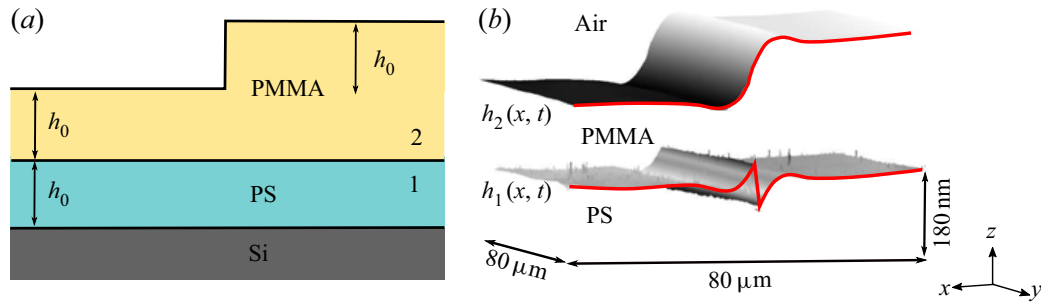 (a)
h₀
PMMA
h₀
2
h₀
1
PS
Si
(b)
Air
h₂(x, t)
PMMA
h₁(x, t)
PS
180 nm
80 μm
80 μm
z
x
y